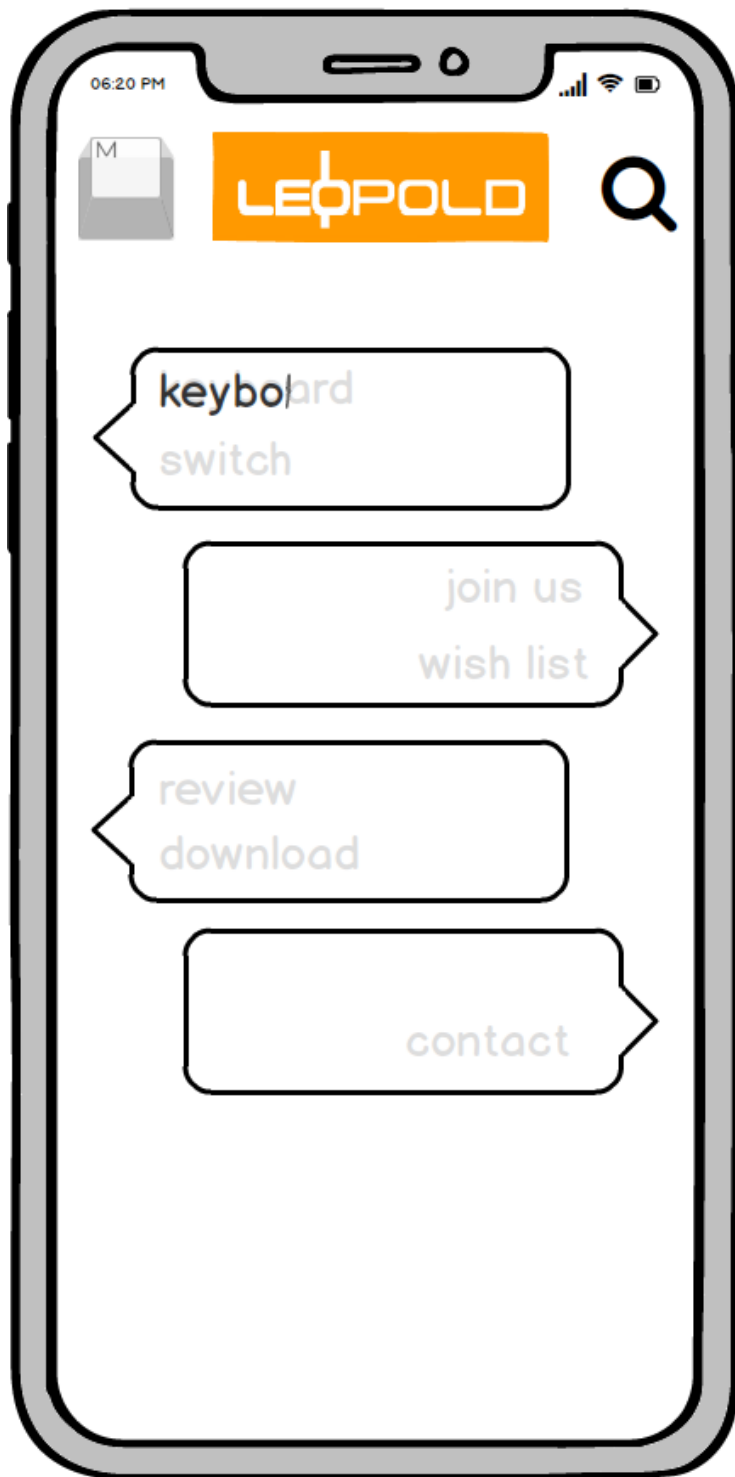 06:20 PM
M
LEOPOLD
keyboard
switch
join us
wish list
review
download
contact